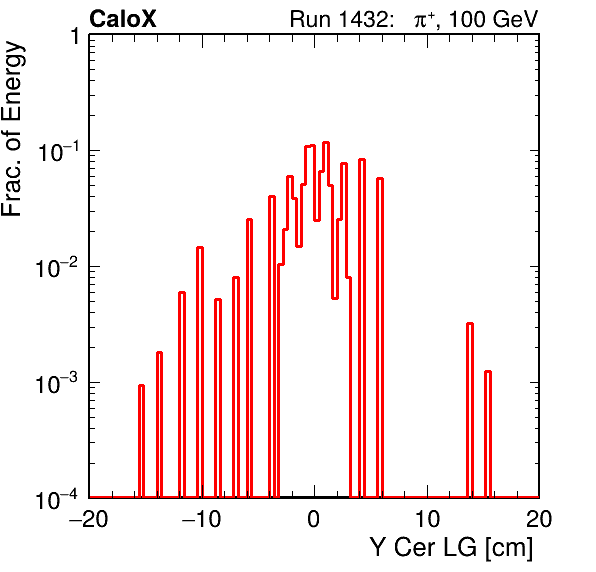 CaloX Run 1432: π⁺, 100 GeV
Frac. of Energy
1
10⁻¹
10⁻²
10⁻³
10⁻⁴
−20 −10 0 10 20
Y Cer LG [cm]